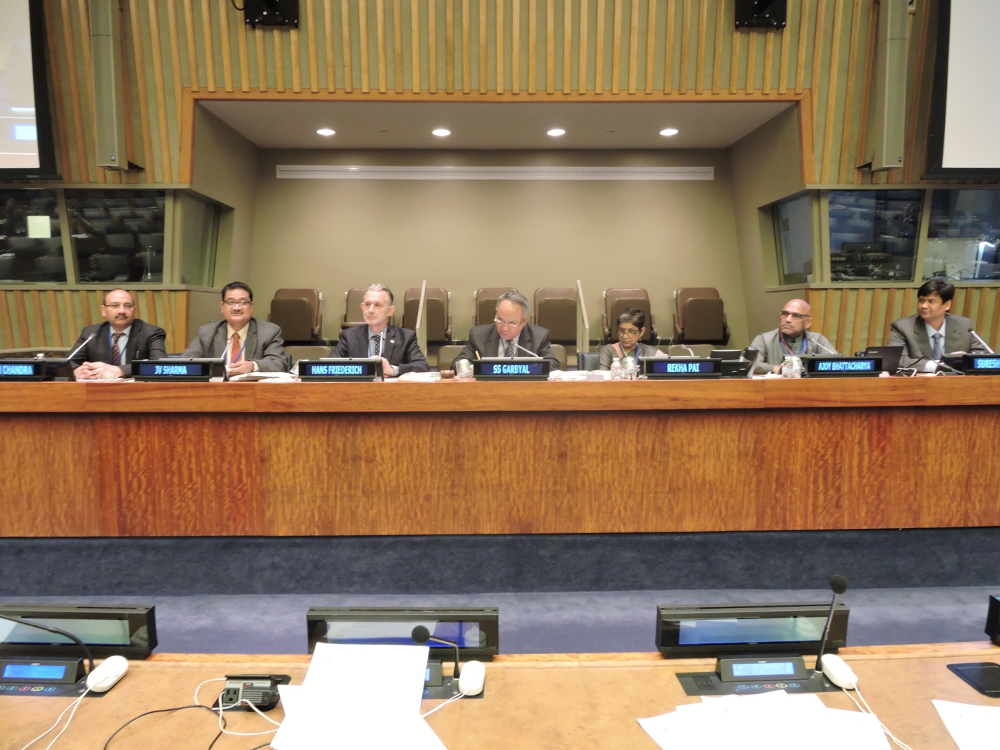 CHANDRA
JV SHARMA
HANS FRIEDERICH
SS GARBYAL
REKHA PAI
AJOY BHATTACHARYA
SURESH